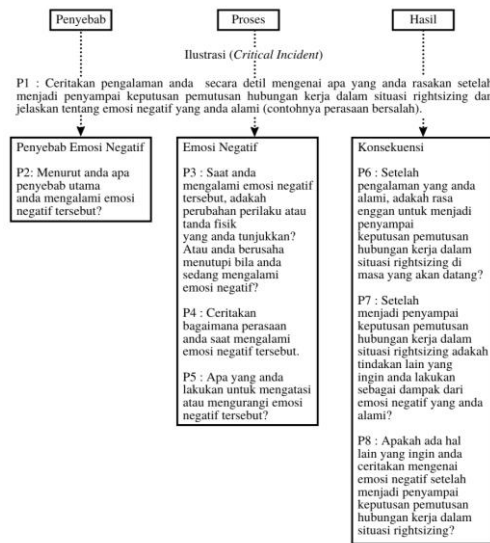 Penyebab
Proses
Hasil
Ilustrasi (Critical Incident)
P1 : Ceritakan pengalaman anda secara detil mengenai apa yang anda rasakan setelah
menjadi penyampai keputusan pemutusan hubungan kerja dalam situasi rightsizing dan
jelaskan tentang emosi negatif yang anda alami (contohnya perasaan bersalah).
Penyebab Emosi Negatif
P2: Menurut anda apa
penyebab utama
anda mengalami emosi
negatif tersebut?
Emosi Negatif
P3 : Saat anda
mengalami emosi negatif
tersebut, adakah
perubahan perilaku atau
tanda fisik
yang anda tunjukkan?
Atau anda berusaha
menutupi bila anda
sedang mengalami
emosi negatif?
P4 : Ceritakan
bagaimana perasaan
anda saat mengalami
emosi negatif tersebut.
P5 : Apa yang anda
lakukan untuk mengatasi
atau mengurangi emosi
negatif tersebut?
Konsekuensi
P6 : Setelah
pengalaman yang anda
alami, adakah rasa
enggan untuk menjadi
penyampai
keputusan pemutusan
hubungan kerja dalam
situasi rightsizing di
masa yang akan datang?
P7 : Setelah
menjadi penyampai
keputusan pemutusan
hubungan kerja dalam
situasi rightsizing adakah
tindakan lain yang
ingin anda lakukan
sebagai dampak dari
emosi negatif yang anda
alami?
P8 : Apakah ada hal
lain yang ingin anda
ceritakan mengenai
emosi negatif setelah
menjadi penyampai
keputusan pemutusan
hubungan kerja dalam
situasi rightsizing?